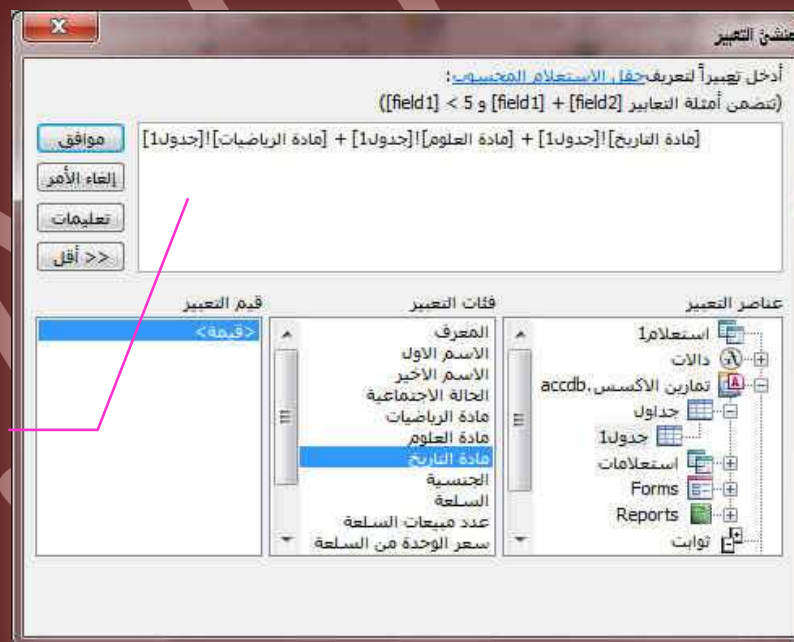 منشئ التعبير
أدخل تعبيراً لتعريف حقل الاستعلام المحسوب:
(تتضمن أمثلة التعابير [field1] + [field2] و [field1] < 5)
[جدول1]![مادة الرياضيات] + [جدول1]![مادة العلوم] + [جدول1]![مادة التاريخ]
موافق
إلغاء الأمر
تعليمات
<< أقل
عناصر التعبير
استعلام1
دالات
تمارين الاكسس.accdb
جداول
جدول1
استعلامات
Forms
Reports
ثوابت
فئات التعبير
المعرف
الاسم الاول
الاسم الاخير
الحالة الاجتماعية
مادة الرياضيات
مادة العلوم
مادة التاريخ
الجنسية
السلعة
عدد مبيعات السلعة
سعر الوحدة من السلعة
قيم التعبير
<قيمة>